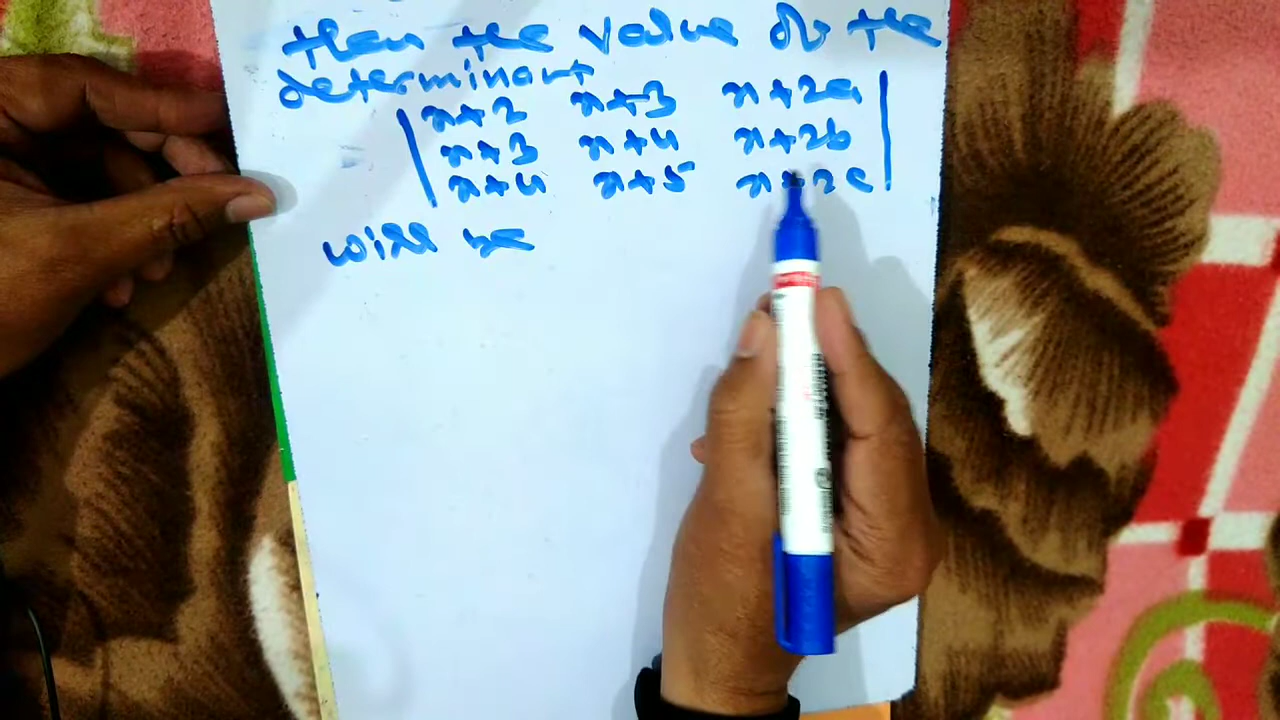 then the value of the
determinant
x+2 x+3 x+2a
x+3 x+4 x+2b
x+4 x+5 x+2c
will be